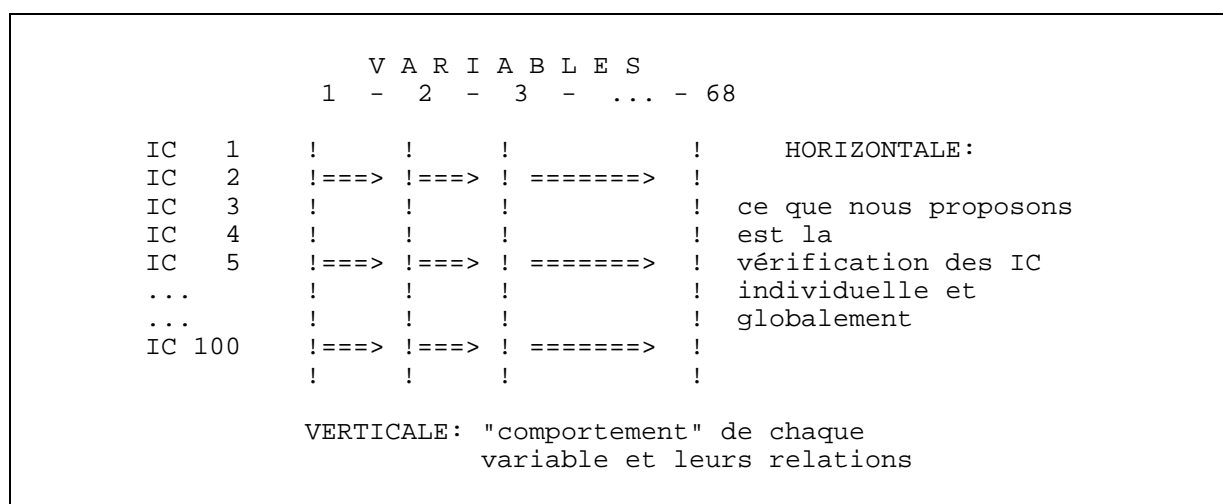 V A R I A B L E S
1 - 2 - 3 - ... - 68
IC 1 ! ! ! ! HORIZONTALE:
IC 2 !===> !===> ! =======> !
IC 3 ! ! ! ! ce que nous proposons
IC 4 ! ! ! ! est la
IC 5 !===> !===> ! =======> ! vérification des IC
... ! ! ! ! individuelle et
... ! ! ! ! globalement
IC 100 !===> !===> ! =======> !
! ! ! !
VERTICALE: "comportement" de chaque
variable et leurs relations